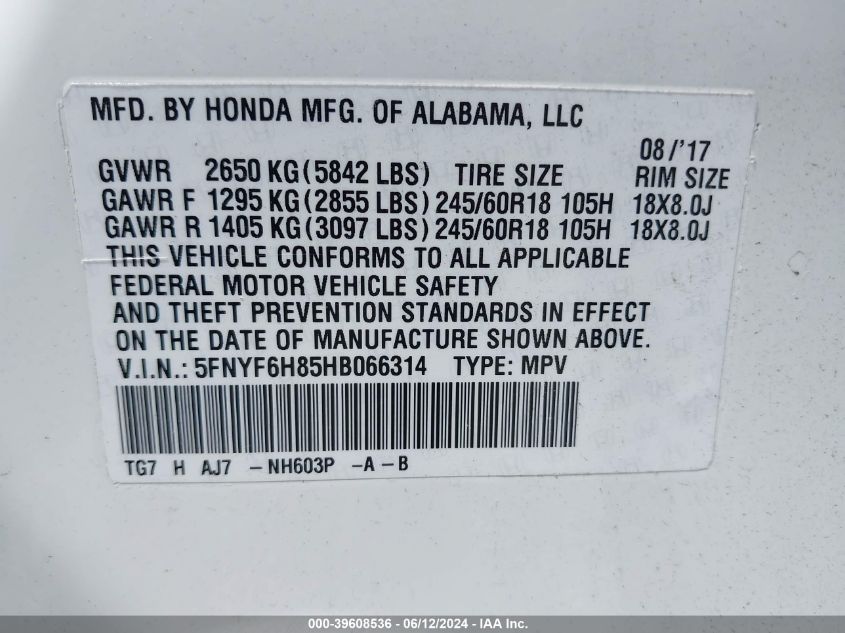 MFD. BY HONDA MFG. OF ALABAMA, LLC
08/'17
GVWR 2650 KG(5842 LBS) TIRE SIZE RIM SIZE
GAWR F 1295 KG(2855 LBS) 245/60R18 105H 18X8.0J
GAWR R 1405 KG(3097 LBS) 245/60R18 105H 18X8.0J
THIS VEHICLE CONFORMS TO ALL APPLICABLE
FEDERAL MOTOR VEHICLE SAFETY
AND THEFT PREVENTION STANDARDS IN EFFECT
ON THE DATE OF MANUFACTURE SHOWN ABOVE.
V.I.N.: 5FNYF6H85HB066314 TYPE: MPV
TG7 H AJ7 -NH603P -A-B
000-39608536 - 06/12/2024 - IAA Inc.